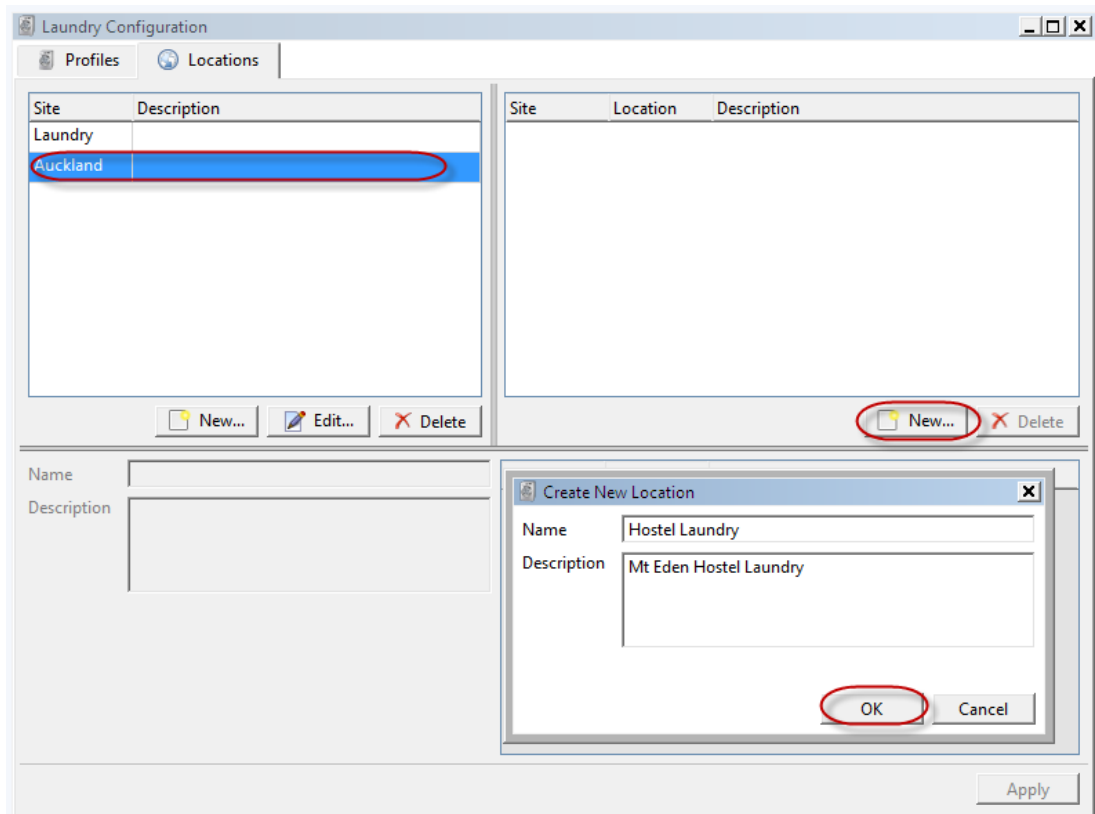 Laundry Configuration
Profiles Locations
Site Description
Laundry
Auckland
New... Edit... Delete
Site Location Description
New... Delete
Name
Description
Create New Location
Name Hostel Laundry
Description Mt Eden Hostel Laundry
OK Cancel
Apply